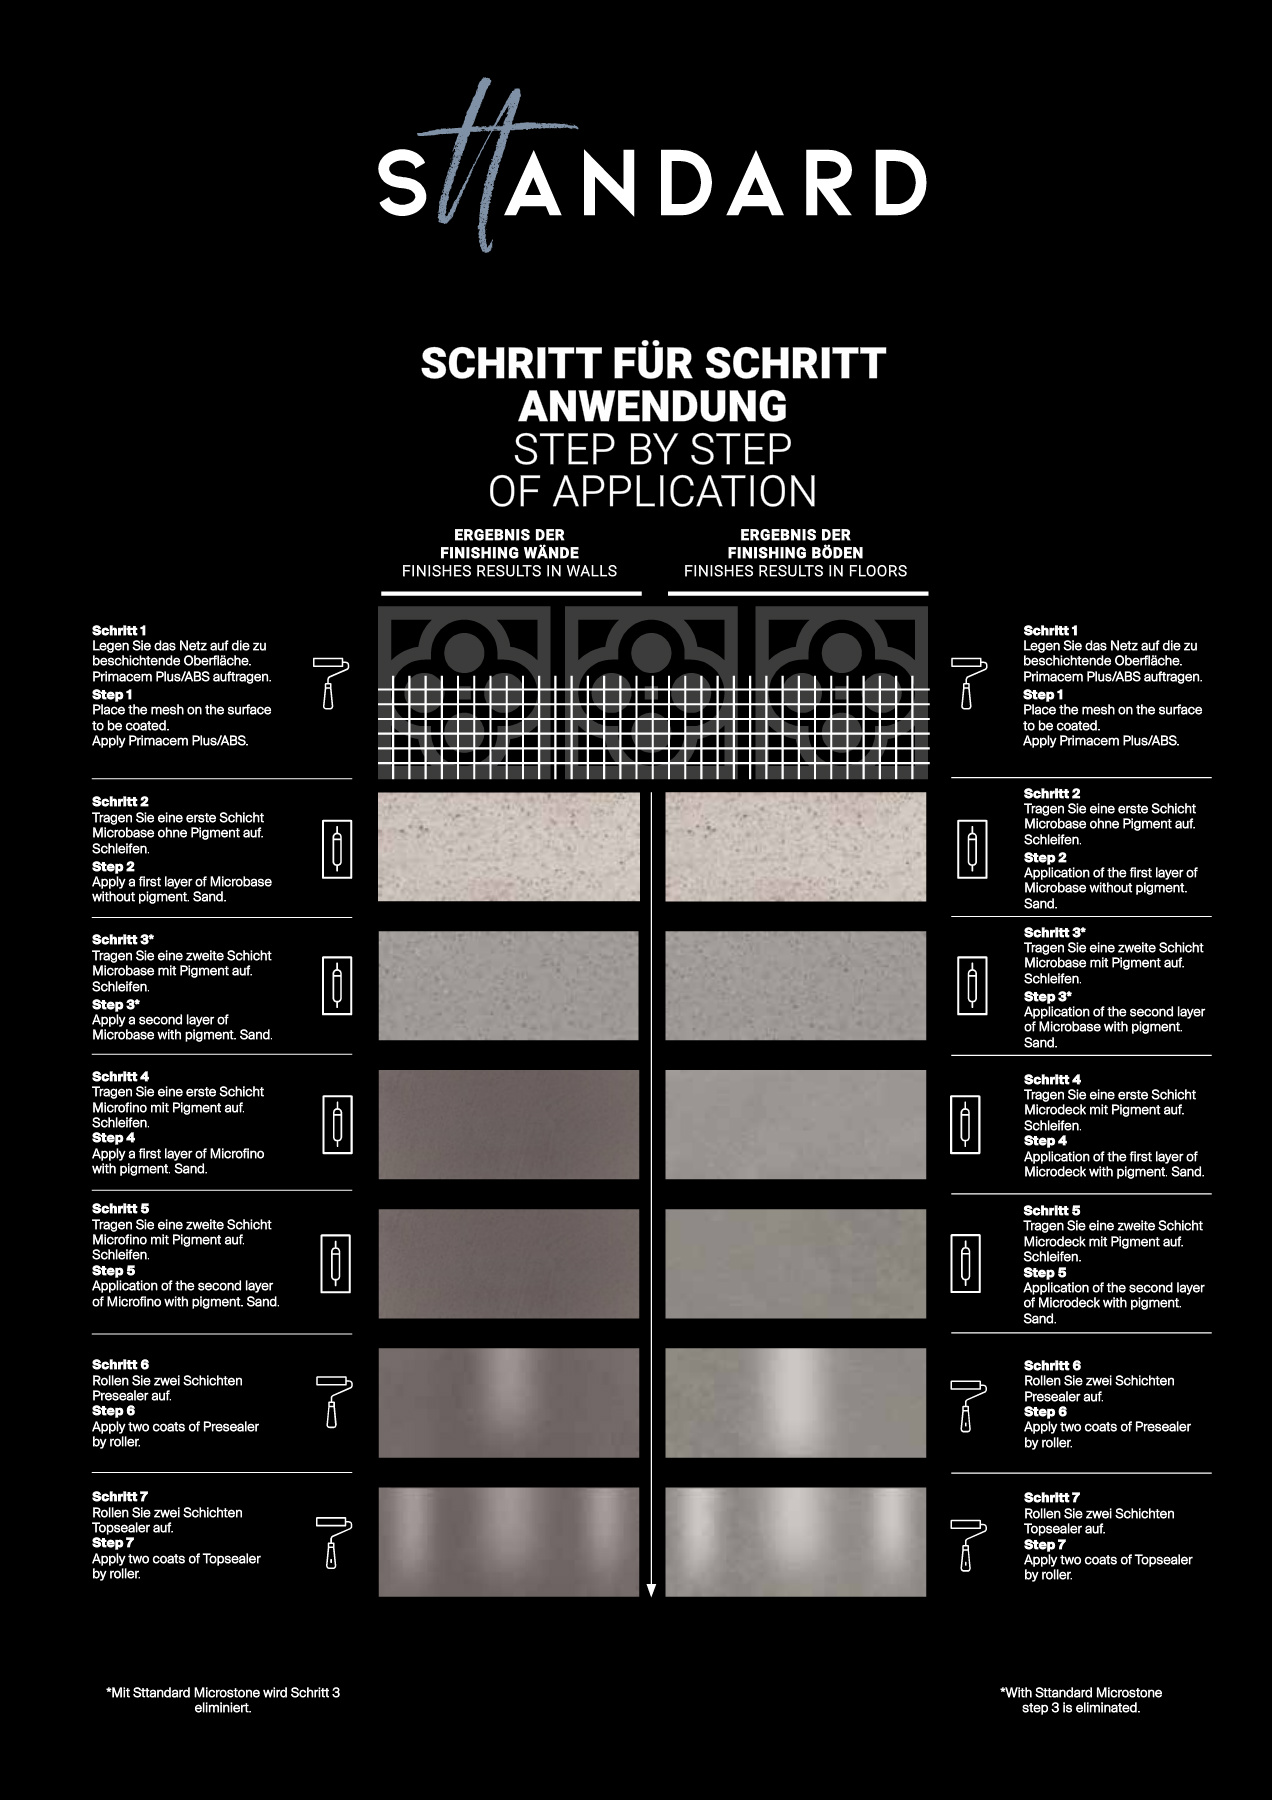 STTANDARD
SCHRITT FÜR SCHRITT
ANWENDUNG
STEP BY STEP
OF APPLICATION
ERGEBNIS DER
FINISHING WÄNDE
FINISHES RESULTS IN WALLS
ERGEBNIS DER
FINISHING BÖDEN
FINISHES RESULTS IN FLOORS
Schritt 1
Legen Sie das Netz auf die zu
beschichtende Oberfläche.
Primacem Plus/ABS auftragen.
Step 1
Place the mesh on the surface
to be coated.
Apply Primacem Plus/ABS.
Schritt 2
Tragen Sie eine erste Schicht
Microbase ohne Pigment auf.
Schleifen.
Step 2
Apply a first layer of Microbase
without pigment. Sand.
Schritt 3*
Tragen Sie eine zweite Schicht
Microbase mit Pigment auf.
Schleifen.
Step 3*
Apply a second layer of
Microbase with pigment. Sand.
Schritt 4
Tragen Sie eine erste Schicht
Microfino mit Pigment auf.
Schleifen.
Step 4
Apply a first layer of Microfino
with pigment. Sand.
Schritt 5
Tragen Sie eine zweite Schicht
Microfino mit Pigment auf.
Schleifen.
Step 5
Application of the second layer
of Microfino with pigment. Sand.
Schritt 6
Rollen Sie zwei Schichten
Presealer auf.
Step 6
Apply two coats of Presealer
by roller.
Schritt 7
Rollen Sie zwei Schichten
Topsealer auf.
Step 7
Apply two coats of Topsealer
by roller.
Schritt 1
Legen Sie das Netz auf die zu
beschichtende Oberfläche.
Primacem Plus/ABS auftragen.
Step 1
Place the mesh on the surface
to be coated.
Apply Primacem Plus/ABS.
Schritt 2
Tragen Sie eine erste Schicht
Microbase ohne Pigment auf.
Schleifen.
Step 2
Application of the first layer of
Microbase without pigment.
Sand.
Schritt 3*
Tragen Sie eine zweite Schicht
Microbase mit Pigment auf.
Schleifen.
Step 3*
Application of the second layer
of Microbase with pigment.
Sand.
Schritt 4
Tragen Sie eine erste Schicht
Microdeck mit Pigment auf.
Schleifen.
Step 4
Application of the first layer of
Microdeck with pigment. Sand.
Schritt 5
Tragen Sie eine zweite Schicht
Microdeck mit Pigment auf.
Schleifen.
Step 5
Application of the second layer
of Microdeck with pigment.
Sand.
Schritt 6
Rollen Sie zwei Schichten
Presealer auf.
Step 6
Apply two coats of Presealer
by roller.
Schritt 7
Rollen Sie zwei Schichten
Topsealer auf.
Step 7
Apply two coats of Topsealer
by roller.
*Mit Sttandard Microstone wird Schritt 3
eliminiert.
*With Sttandard Microstone
step 3 is eliminated.